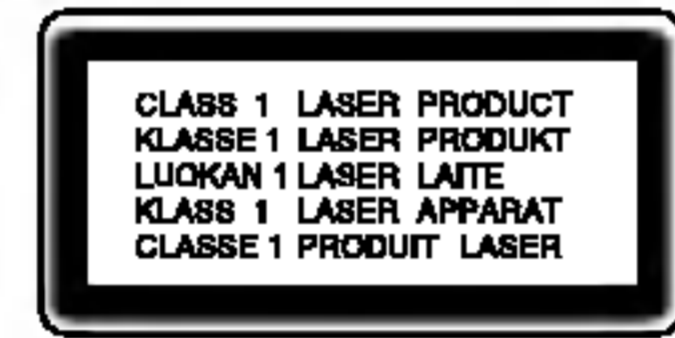 CLASS 1 LASER PRODUCT
KLASSE 1 LASER PRODUKT
LUOKAN 1 LASER LAITE
KLASS 1 LASER APPARAT
CLASSE 1 PRODUIT LASER